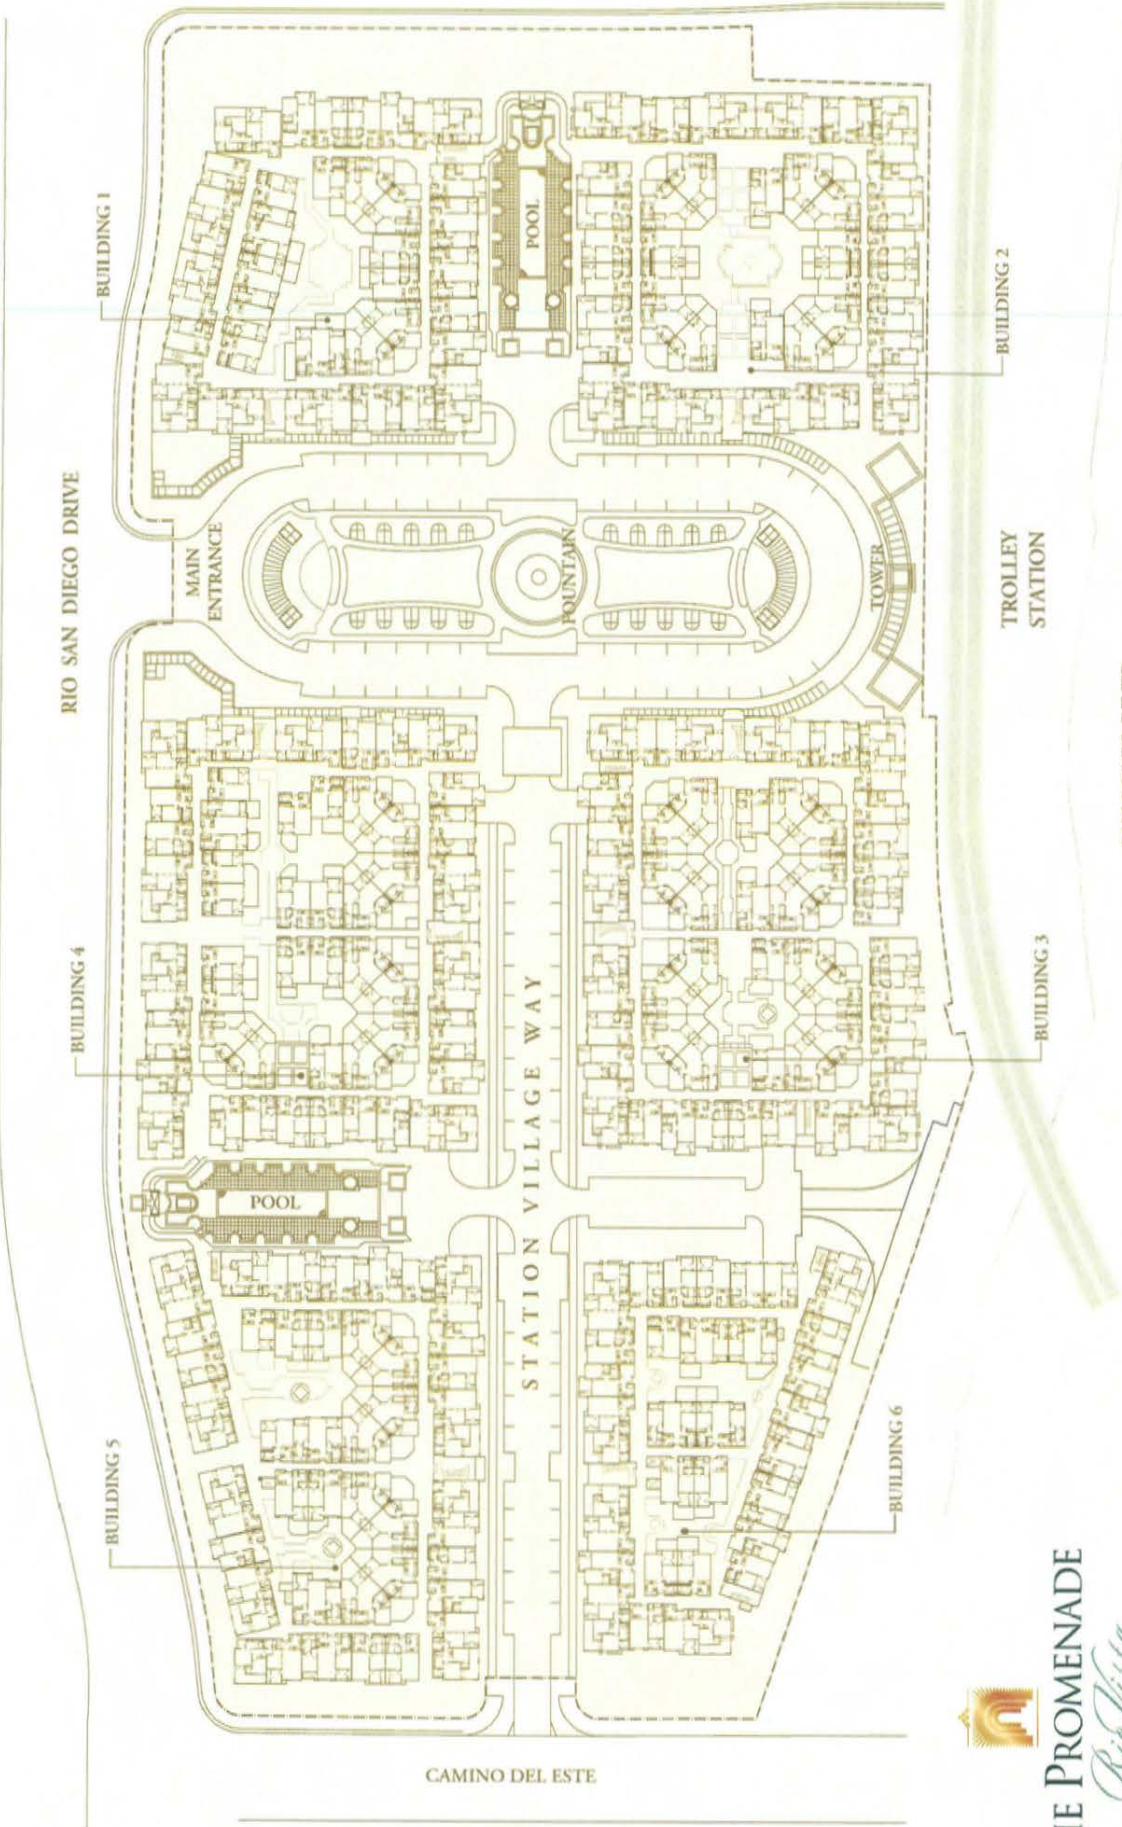 RIO SAN DIEGO DRIVE
BUILDING 5
BUILDING 4
MAIN
ENTRANCE
BUILDING 1
POOL
FOUNTAIN
POOL
STATION VILLAGE WAY
CAMINO DEL ESTE
TOWER
BUILDING 6
BUILDING 3
TROLLEY
STATION
BUILDING 2
PROMENADE